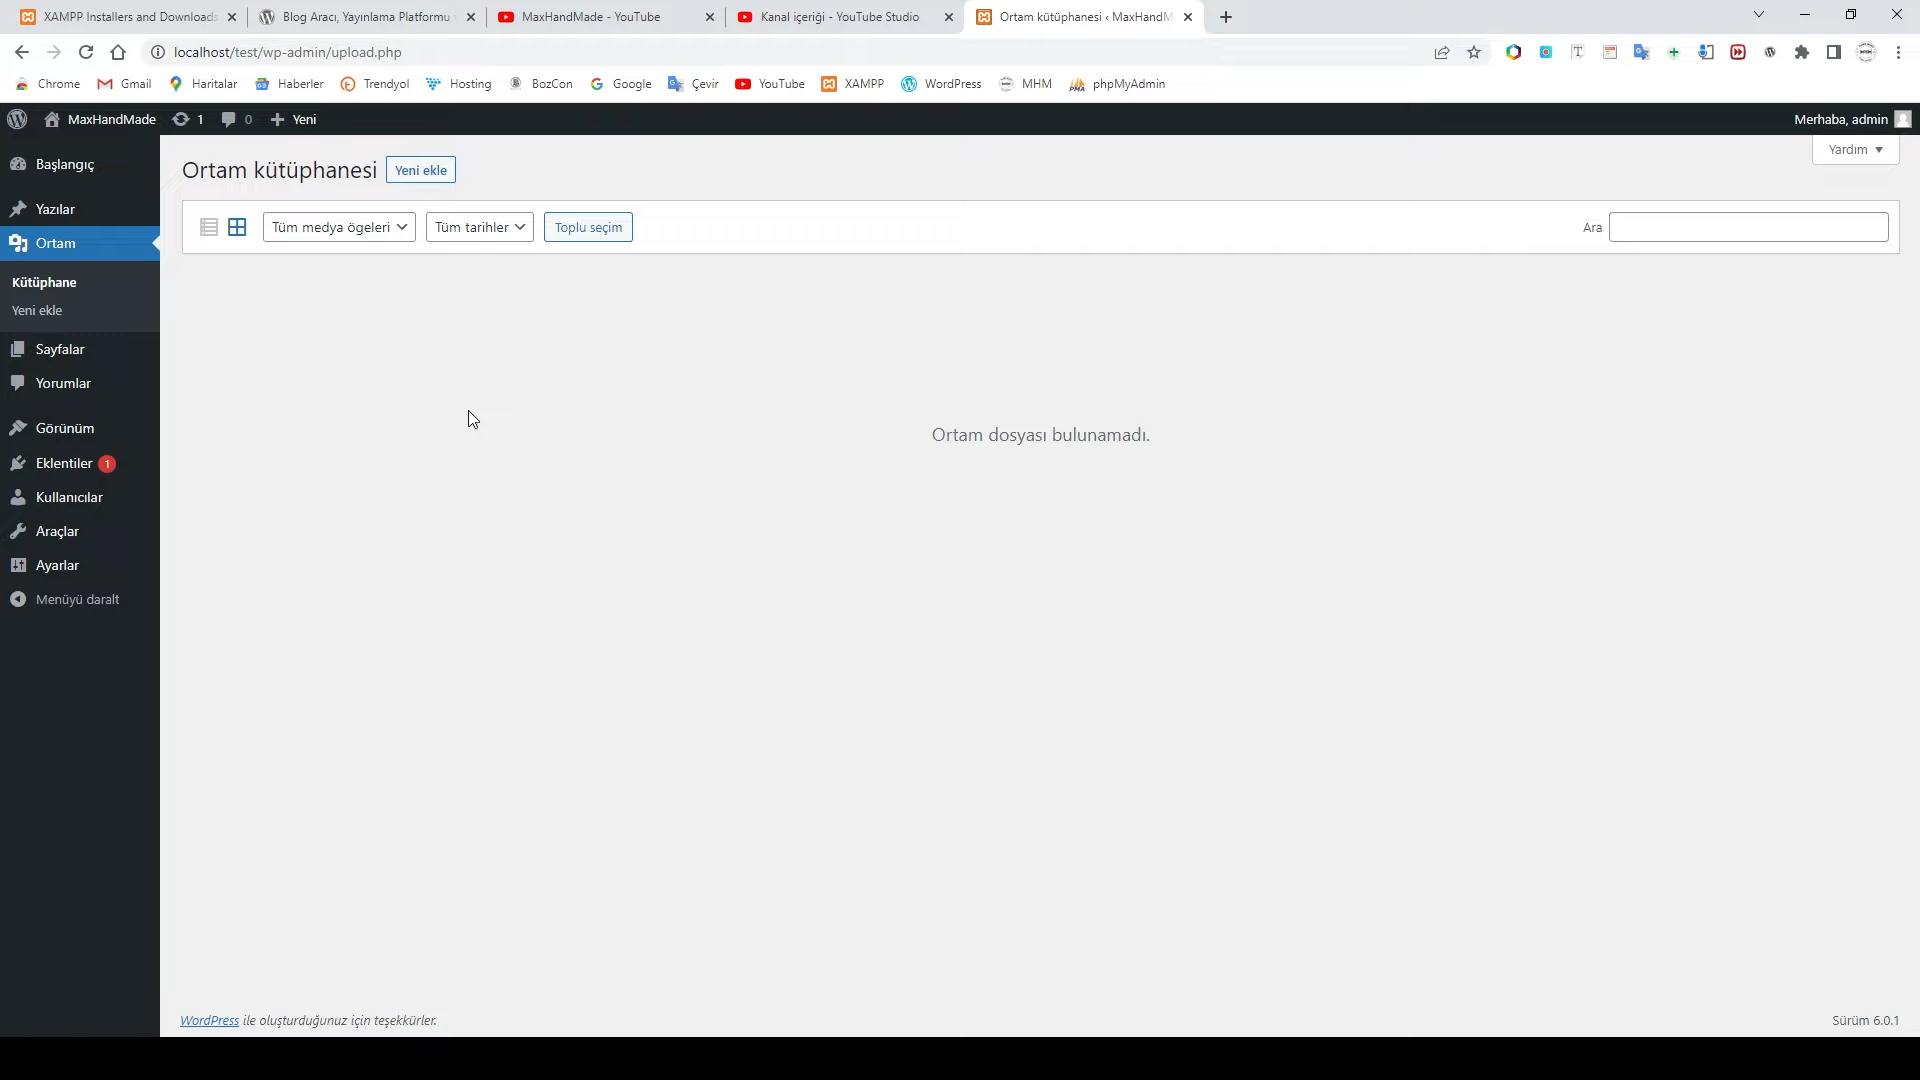 XAMPP Installers and Downloads
Blog Aracı, Yayınlama Platformu
MaxHandMade - YouTube
Kanal içeriği - YouTube Studio
Ortam kütüphanesi ‹ MaxHandM
localhost/test/wp-admin/upload.php
Chrome Gmail Haritalar Haberler Trendyol Hosting BozCon Google Çevir YouTube XAMPP WordPress MHM phpMyAdmin
MaxHandMade 1 0 Yeni
Merhaba, admin
Başlangıç
Yazılar
Ortam
Kütüphane
Yeni ekle
Sayfalar
Yorumlar
Görünüm
Eklentiler 1
Kullanıcılar
Araçlar
Ayarlar
Menüyü daralt
Yardım
Ortam kütüphanesi Yeni ekle
Tüm medya ögeleri Tüm tarihler Toplu seçim Ara
Ortam dosyası bulunamadı.
WordPress ile oluşturduğunuz için teşekkürler.
Sürüm 6.0.1